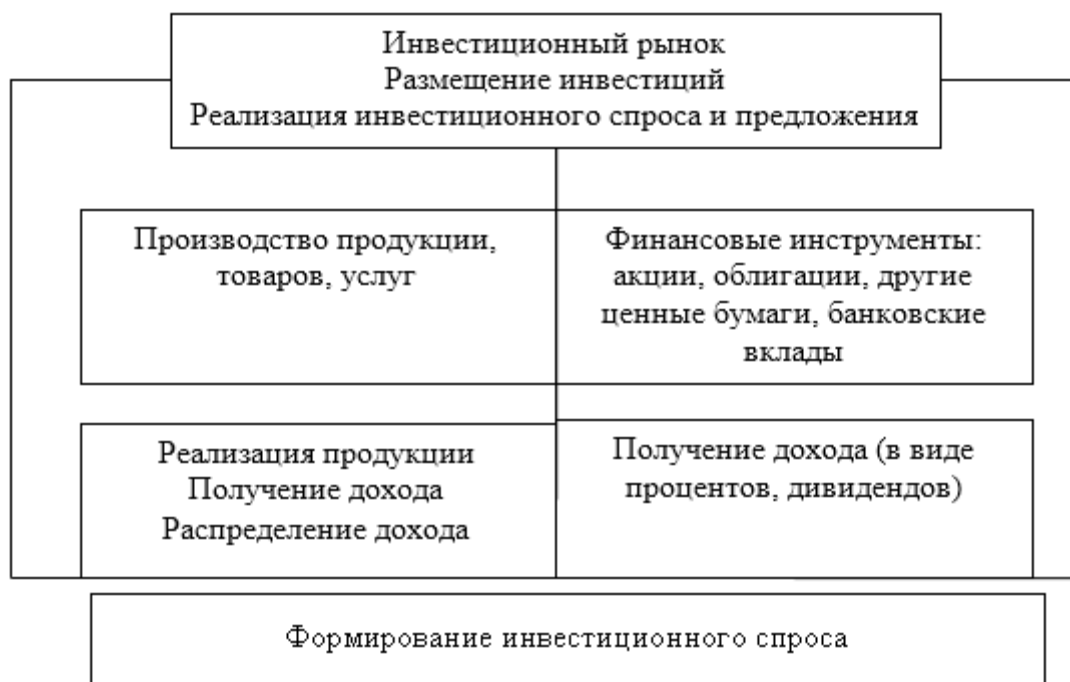 Инвестиционный рынок
Размещение инвестиций
Реализация инвестиционного спроса и предложения
Производство продукции,
товаров, услуг
Финансовые инструменты:
акции, облигации, другие
ценные бумаги, банковские
вклады
Реализация продукции
Получение дохода
Распределение дохода
Получение дохода (в виде
процентов, дивидендов)
Формирование инвестиционного спроса